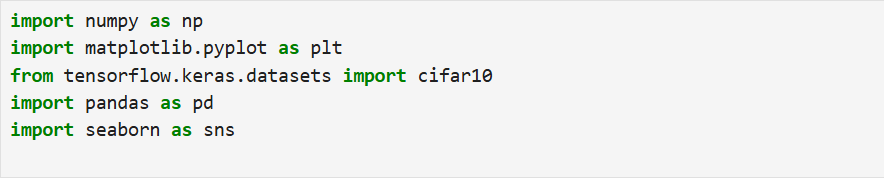 import numpy as np
import matplotlib.pyplot as plt
from tensorflow.keras.datasets import cifar10
import pandas as pd
import seaborn as sns